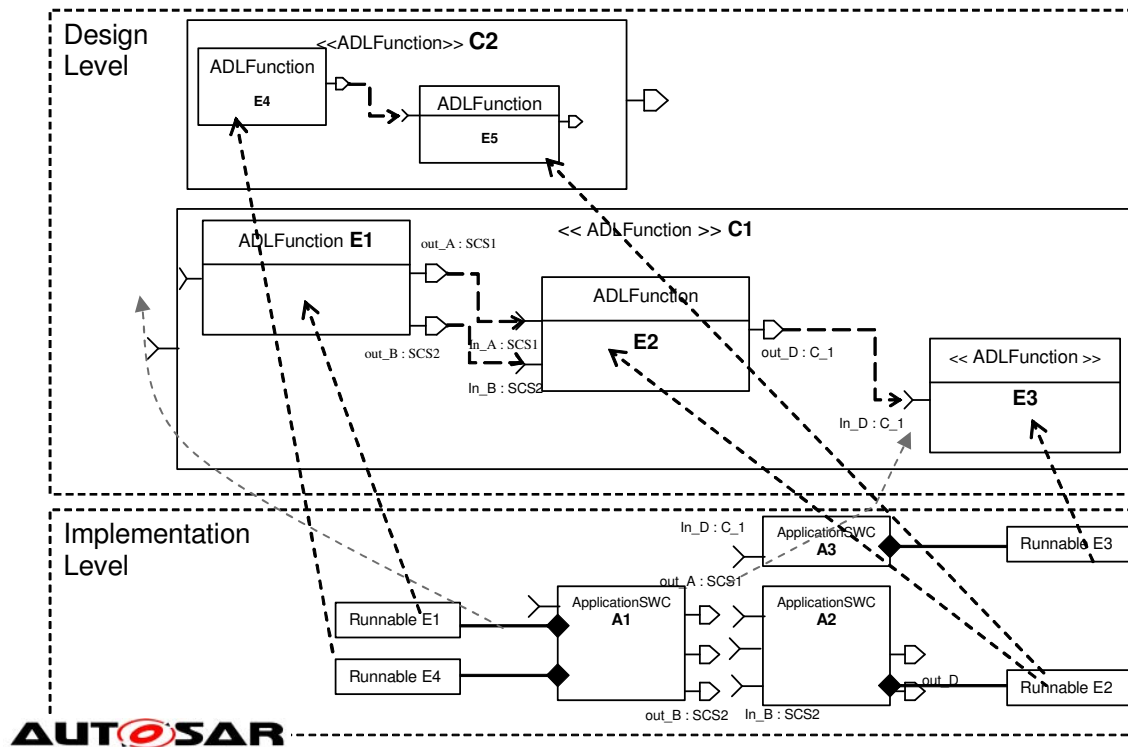 Design
Level
<<ADLFunction>> C2
ADLFunction
E4
ADLFunction
E5
<< ADLFunction >> C1
ADLFunction E1
out_A : SCS1
out_B : SCS2
In_A : SCS1
In_B : SCS2
ADLFunction
E2
out_D : C_1
In_D : C_1
<< ADLFunction >>
E3
Implementation
Level
In_D : C_1
ApplicationSWC
A3
Runnable E3
out_A : SCS1
ApplicationSWC
A1
ApplicationSWC
A2
Runnable E1
Runnable E4
out_D
Runnable E2
out_B : SCS2
In_B : SCS2
AUTOSAR